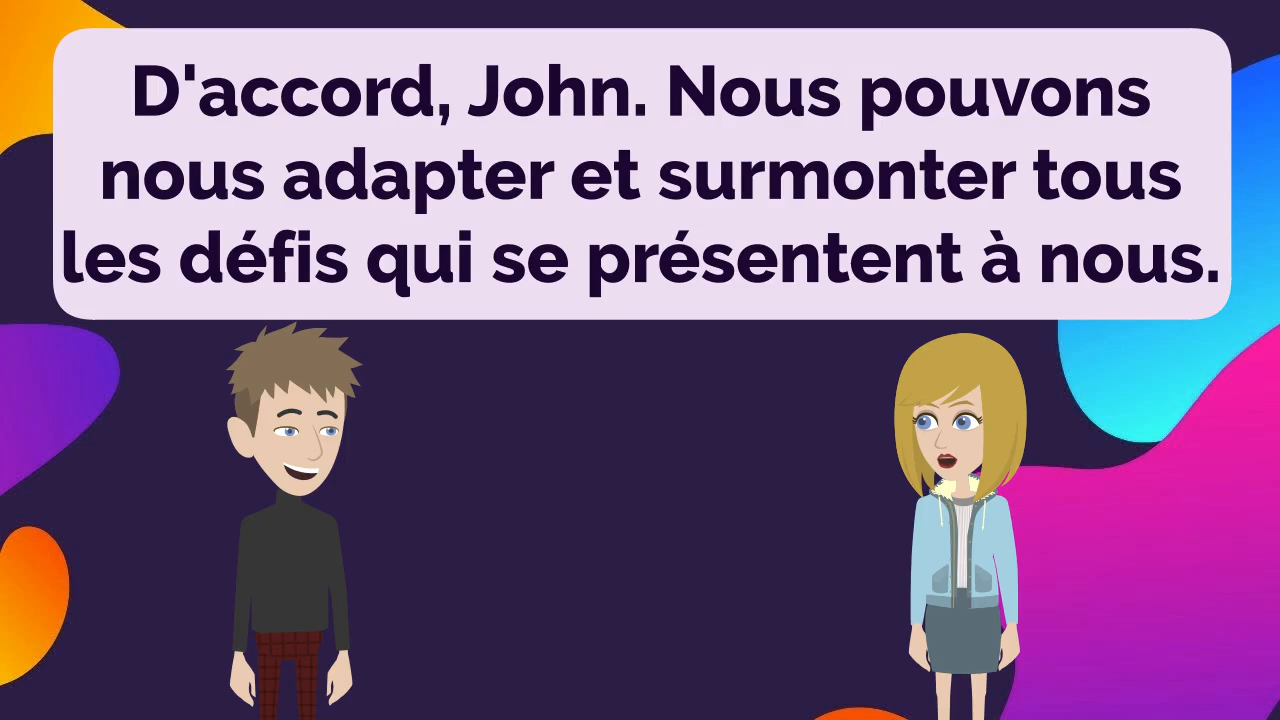 D'accord, John. Nous pouvons
nous adapter et surmonter tous
les défis qui se présentent à nous.